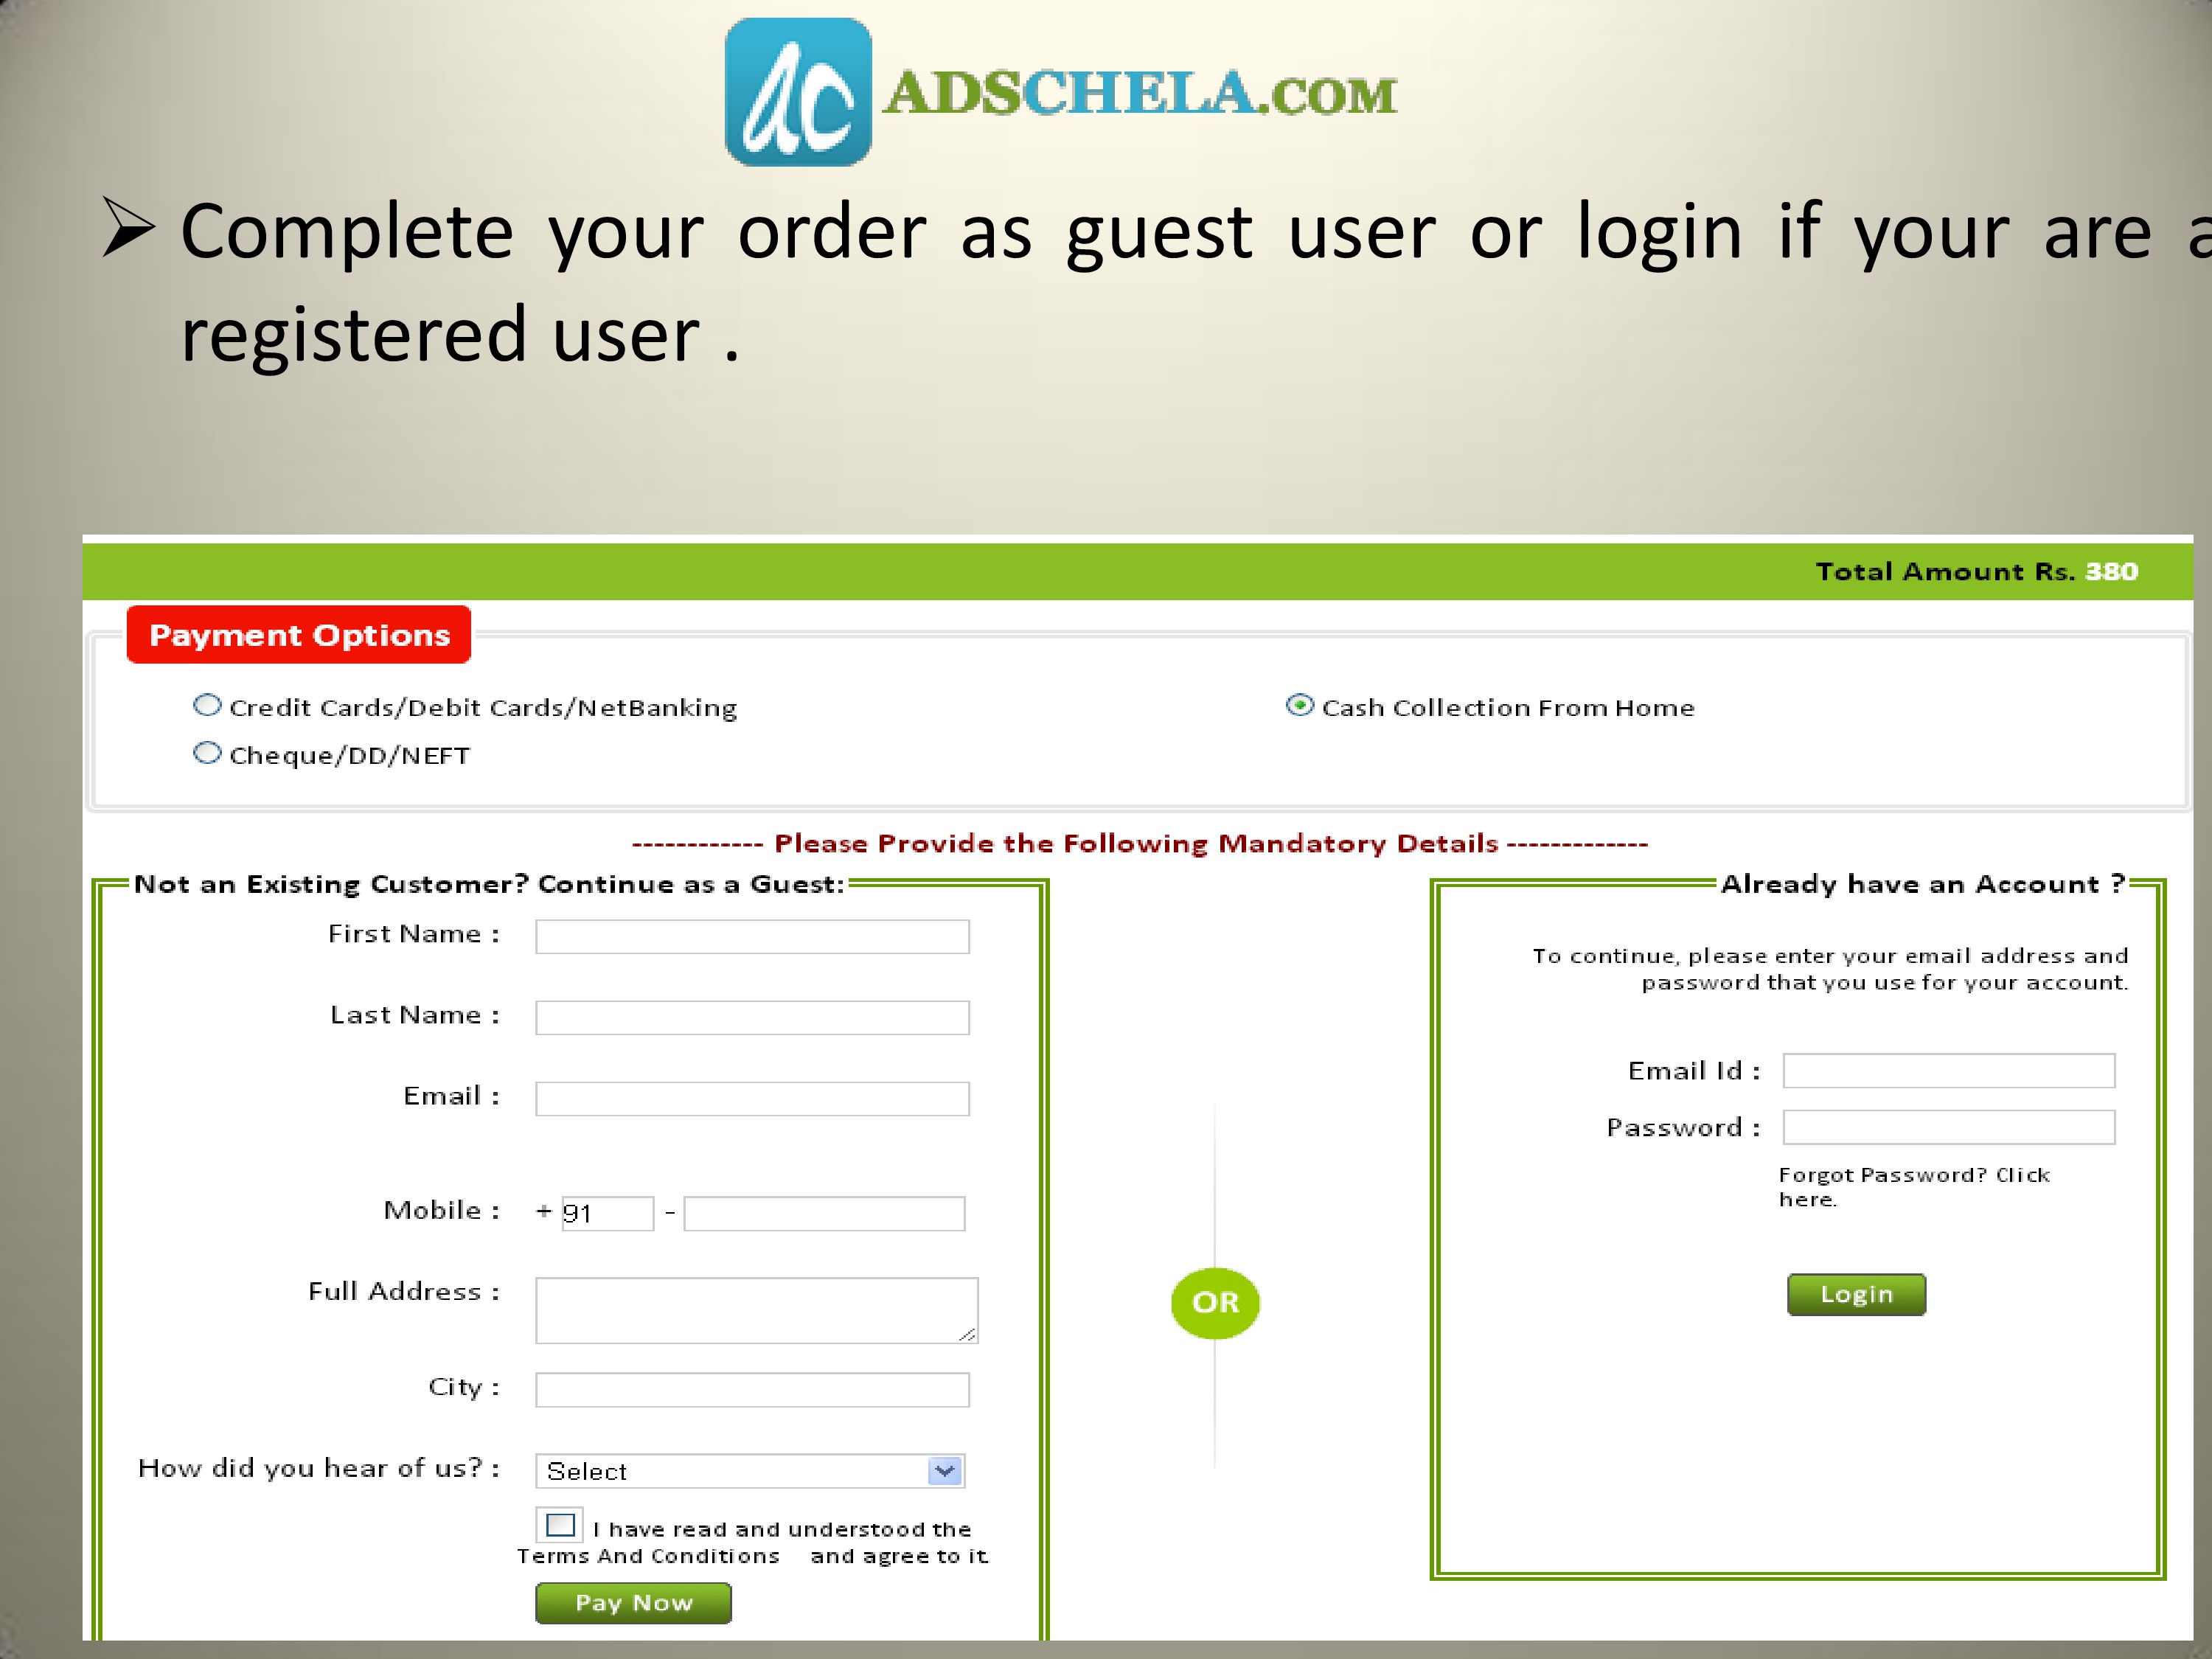 ac ADSCHELA.COM
Complete your order as guest user or login if your are a
registered user .
Total Amount Rs. 380
Payment Options
Credit Cards/Debit Cards/NetBanking
Cash Collection From Home
Cheque/DD/NEFT
------------ Please Provide the Following Mandatory Details -------------
Not an Existing Customer? Continue as a Guest:
First Name :
Last Name :
Email :
Mobile : + 91 -
Full Address :
City :
How did you hear of us? : Select
I have read and understood the
Terms And Conditions and agree to it.
Pay Now
OR
Already have an Account ?
To continue, please enter your email address and
password that you use for your account.
Email Id :
Password :
Forgot Password? Click
here.
Login